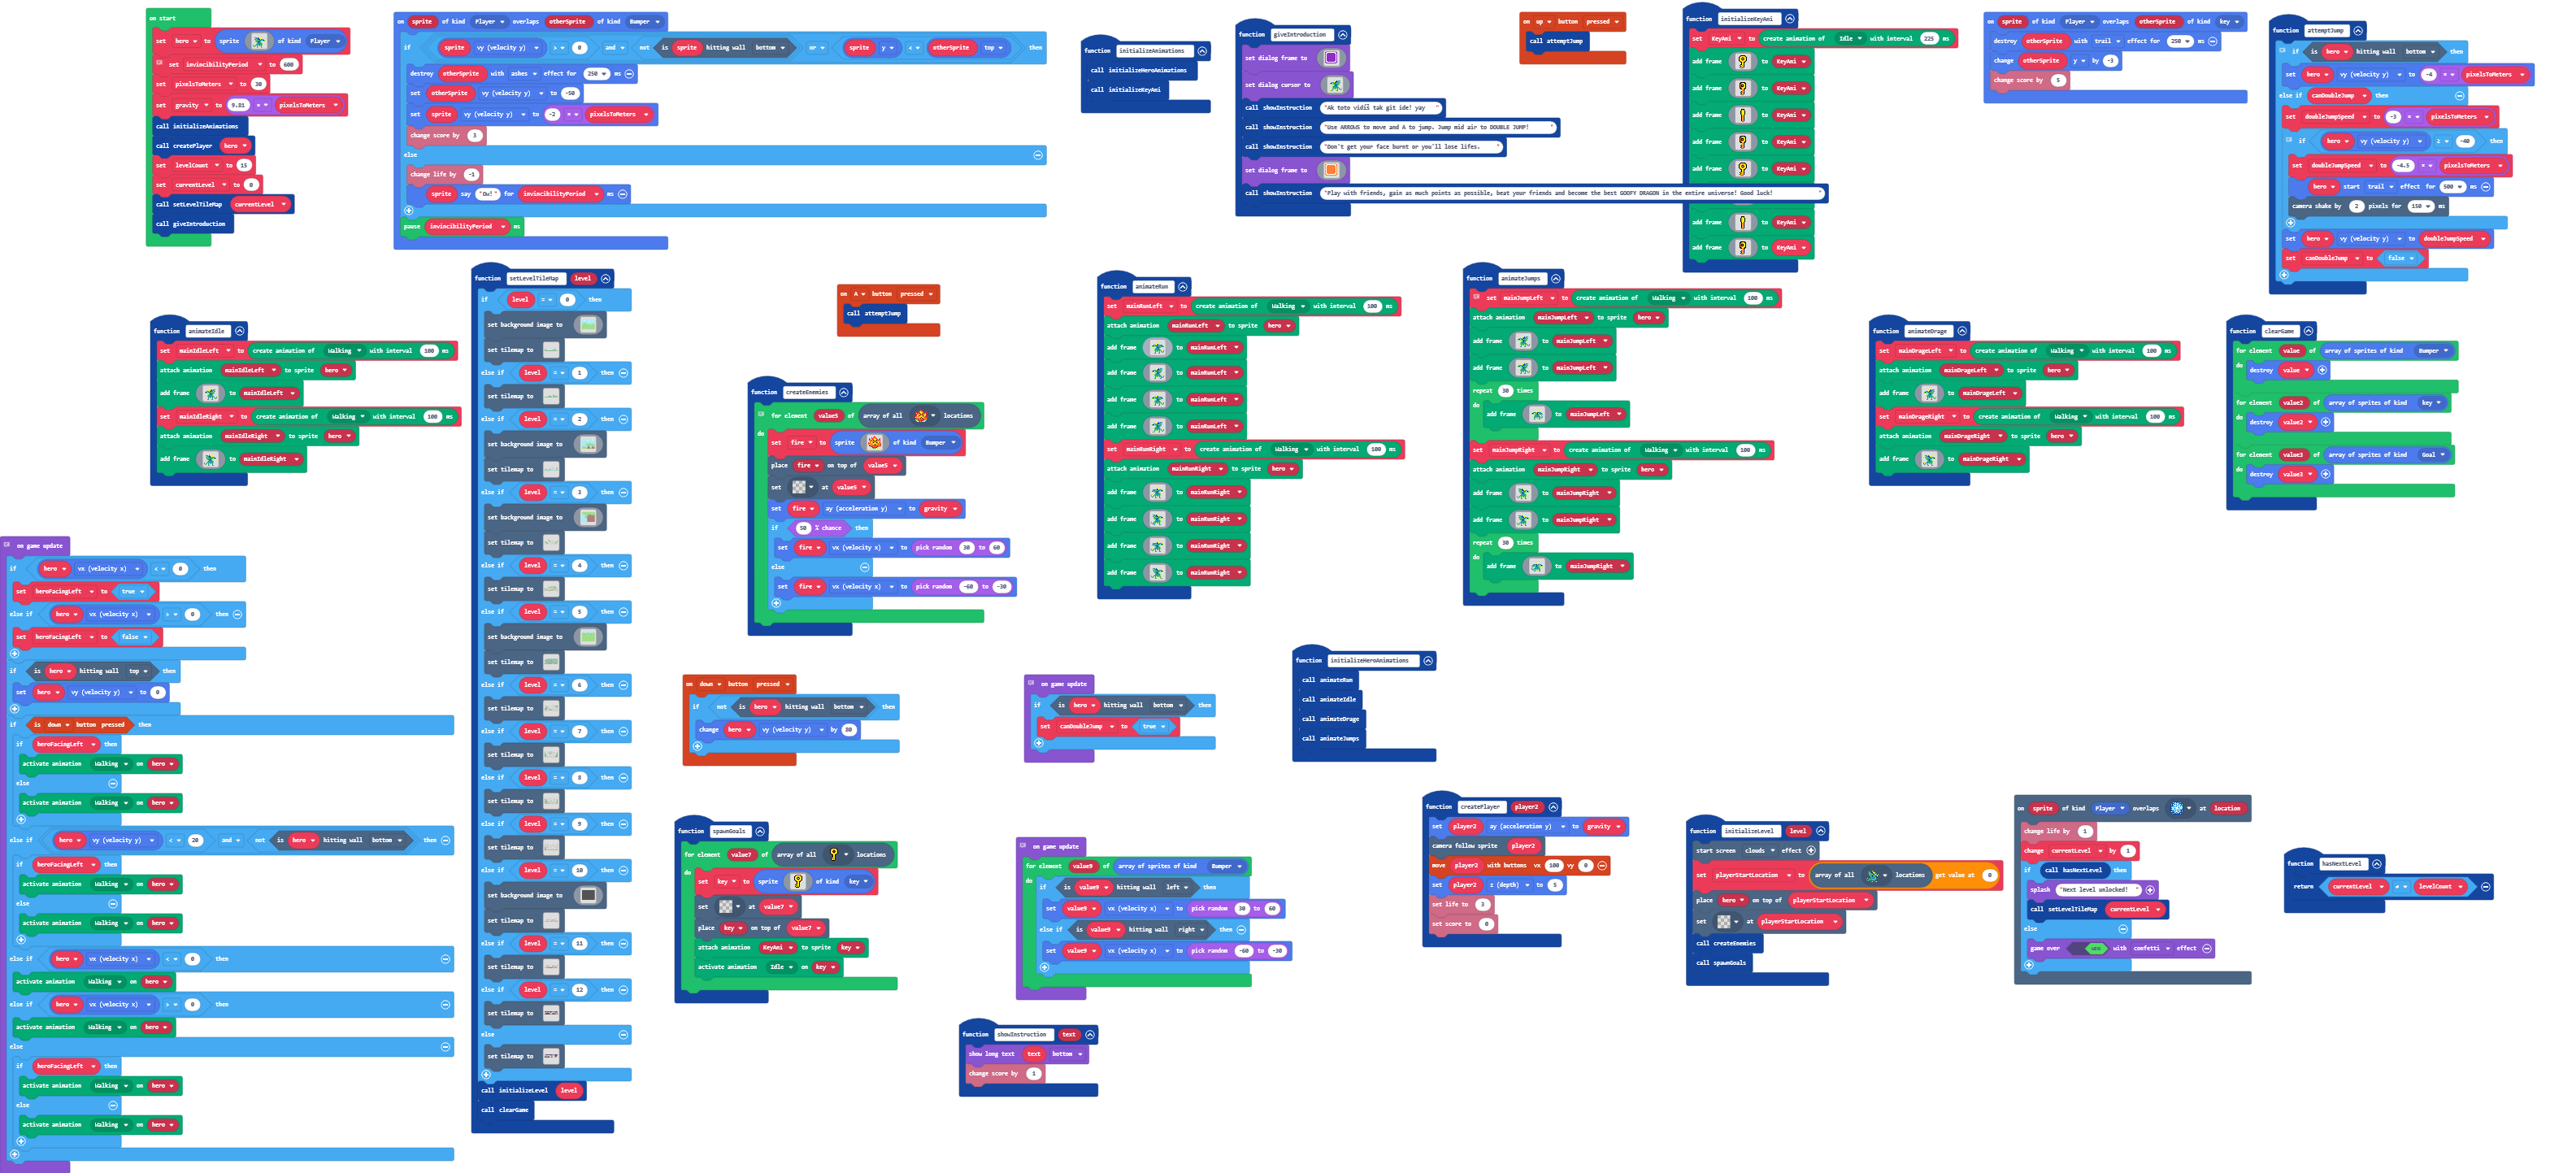 on start
set hero to sprite of kind Player
set invincibilityPeriod to 600
set pixelsToMeters to 30
set gravity to 9.81 × pixelsToMeters
call initializeAnimations
call createPlayer hero
set levelCount to 15
set currentLevel to 0
call setLevelTileMap currentLevel
call giveIntroduction
on sprite of kind Player overlaps otherSprite of kind Bumper
if sprite vy (velocity y) > 0 and not is sprite hitting wall bottom or sprite y < otherSprite top then
destroy otherSprite with ashes effect for 250 ms
set otherSprite vy (velocity y) to -50
set sprite vy (velocity y) to -2 × pixelsToMeters
change score by 3
else
change life by -1
sprite say "Ow!" for invincibilityPeriod ms
pause invincibilityPeriod ms
function initializeAnimations
call initializeHeroAnimations
call initializeKeyAmi
function giveIntroduction
set dialog frame to
set dialog cursor to
call showInstruction "Ak toto vidíš tak git ide! yay "
call showInstruction "Use ARROWS to move and A to jump. Jump mid air to DOUBLE JUMP! "
call showInstruction "Don't get your face burnt or you'll lose lifes. "
set dialog frame to
call showInstruction "Play with friends, gain as much points as possible, beat your friends and become the best GOOFY DRAGON in the entire universe! Good luck! "
on up button pressed
call attemptJump
function initializeKeyAmi
set KeyAmi to create animation of Idle with interval 225 ms
add frame to KeyAmi
add frame to KeyAmi
add frame to KeyAmi
add frame to KeyAmi
add frame to KeyAmi
add frame to KeyAmi
add frame to KeyAmi
on sprite of kind Player overlaps otherSprite of kind key
destroy otherSprite with trail effect for 250 ms
change otherSprite y by -3
change score by 5
function attemptJump
if is hero hitting wall bottom then
set hero vy (velocity y) to -4 × pixelsToMeters
else if canDoubleJump then
set doubleJumpSpeed to -3 × pixelsToMeters
if hero vy (velocity y) ≥ -40 then
set doubleJumpSpeed to -4.5 × pixelsToMeters
hero start trail effect for 500 ms
camera shake by 2 pixels for 150 ms
set hero vy (velocity y) to doubleJumpSpeed
set canDoubleJump to false
function animateIdle
set mainIdleLeft to create animation of Walking with interval 100 ms
attach animation mainIdleLeft to sprite hero
add frame to mainIdleLeft
set mainIdleRight to create animation of Walking with interval 100 ms
attach animation mainIdleRight to sprite hero
add frame to mainIdleRight
function setLevelTileMap level
if level = 0 then
set background image to
set tilemap to
else if level = 1 then
set tilemap to
else if level = 2 then
set background image to
set tilemap to
else if level = 3 then
set background image to
set tilemap to
else if level = 4 then
set tilemap to
else if level = 5 then
set background image to
set tilemap to
else if level = 6 then
set tilemap to
else if level = 7 then
set tilemap to
else if level = 8 then
set tilemap to
else if level = 9 then
set tilemap to
else if level = 10 then
set background image to
set tilemap to
else if level = 11 then
set tilemap to
else if level = 12 then
set tilemap to
else
set tilemap to
call initializeLevel level
call clearGame
on A button pressed
call attemptJump
function createEnemies
for element value5 of array of all locations
do
set fire to sprite of kind Bumper
place fire on top of value5
set at value5
set fire ay (acceleration y) to gravity
if 50 % chance then
set fire vx (velocity x) to pick random 30 to 60
else
set fire vx (velocity x) to pick random -60 to -30
function animateRun
set mainRunLeft to create animation of Walking with interval 100 ms
attach animation mainRunLeft to sprite hero
add frame to mainRunLeft
add frame to mainRunLeft
add frame to mainRunLeft
add frame to mainRunLeft
set mainRunRight to create animation of Walking with interval 100 ms
attach animation mainRunRight to sprite hero
add frame to mainRunRight
add frame to mainRunRight
add frame to mainRunRight
add frame to mainRunRight
function animateJumps
set mainJumpLeft to create animation of Walking with interval 100 ms
attach animation mainJumpLeft to sprite hero
add frame to mainJumpLeft
add frame to mainJumpLeft
repeat 30 times
do
add frame to mainJumpLeft
set mainJumpRight to create animation of Walking with interval 100 ms
attach animation mainJumpRight to sprite hero
add frame to mainJumpRight
add frame to mainJumpRight
repeat 30 times
do
add frame to mainJumpRight
function animateDrage
set mainDrageLeft to create animation of Walking with interval 100 ms
attach animation mainDrageLeft to sprite hero
add frame to mainDrageLeft
set mainDrageRight to create animation of Walking with interval 100 ms
attach animation mainDrageRight to sprite hero
add frame to mainDrageRight
function clearGame
for element value of array of sprites of kind Bumper
do destroy value
for element value2 of array of sprites of kind key
do destroy value2
for element value3 of array of sprites of kind Goal
do destroy value3
on game update
if hero vx (velocity x) < 0 then
set heroFacingLeft to true
else if hero vx (velocity x) > 0 then
set heroFacingLeft to false
if is hero hitting wall top then
set hero vy (velocity y) to 0
if is down button pressed then
if heroFacingLeft then
activate animation Walking on hero
else
activate animation Walking on hero
else if hero vy (velocity y) < 20 and not is hero hitting wall bottom then
if heroFacingLeft then
activate animation Walking on hero
else
activate animation Walking on hero
else if hero vx (velocity x) < 0 then
activate animation Walking on hero
else if hero vx (velocity x) > 0 then
activate animation Walking on hero
else
if heroFacingLeft then
activate animation Walking on hero
else
activate animation Walking on hero
on down button pressed
if not is hero hitting wall bottom then
change hero vy (velocity y) by 80
on game update
if is hero hitting wall bottom then
set canDoubleJump to true
function initializeHeroAnimations
call animateRun
call animateIdle
call animateDrage
call animateJumps
function spawnGoals
for element value7 of array of all locations
do
set key to sprite of kind key
set at value7
place key on top of value7
attach animation KeyAmi to sprite key
activate animation Idle on key
on game update
for element value9 of array of sprites of kind Bumper
do
if is value9 hitting wall left then
set value9 vx (velocity x) to pick random 30 to 60
else if is value9 hitting wall right then
set value9 vx (velocity x) to pick random -60 to -30
function showInstruction text
show long text text bottom
change score by 1
function createPlayer player2
set player2 ay (acceleration y) to gravity
camera follow sprite player2
move player2 with buttons vx 100 vy 0
set player2 z (depth) to 5
set life to 3
set score to 0
function initializeLevel level
start screen clouds effect
set playerStartLocation to array of all locations get value at 0
place hero on top of playerStartLocation
set at playerStartLocation
call createEnemies
call spawnGoals
on sprite of kind Player overlaps at location
change life by 1
change currentLevel by 1
if call hasNextLevel then
splash "Next level unlocked! "
call setLevelTileMap currentLevel
else
game over with confetti effect
function hasNextLevel
return currentLevel ≠ levelCount